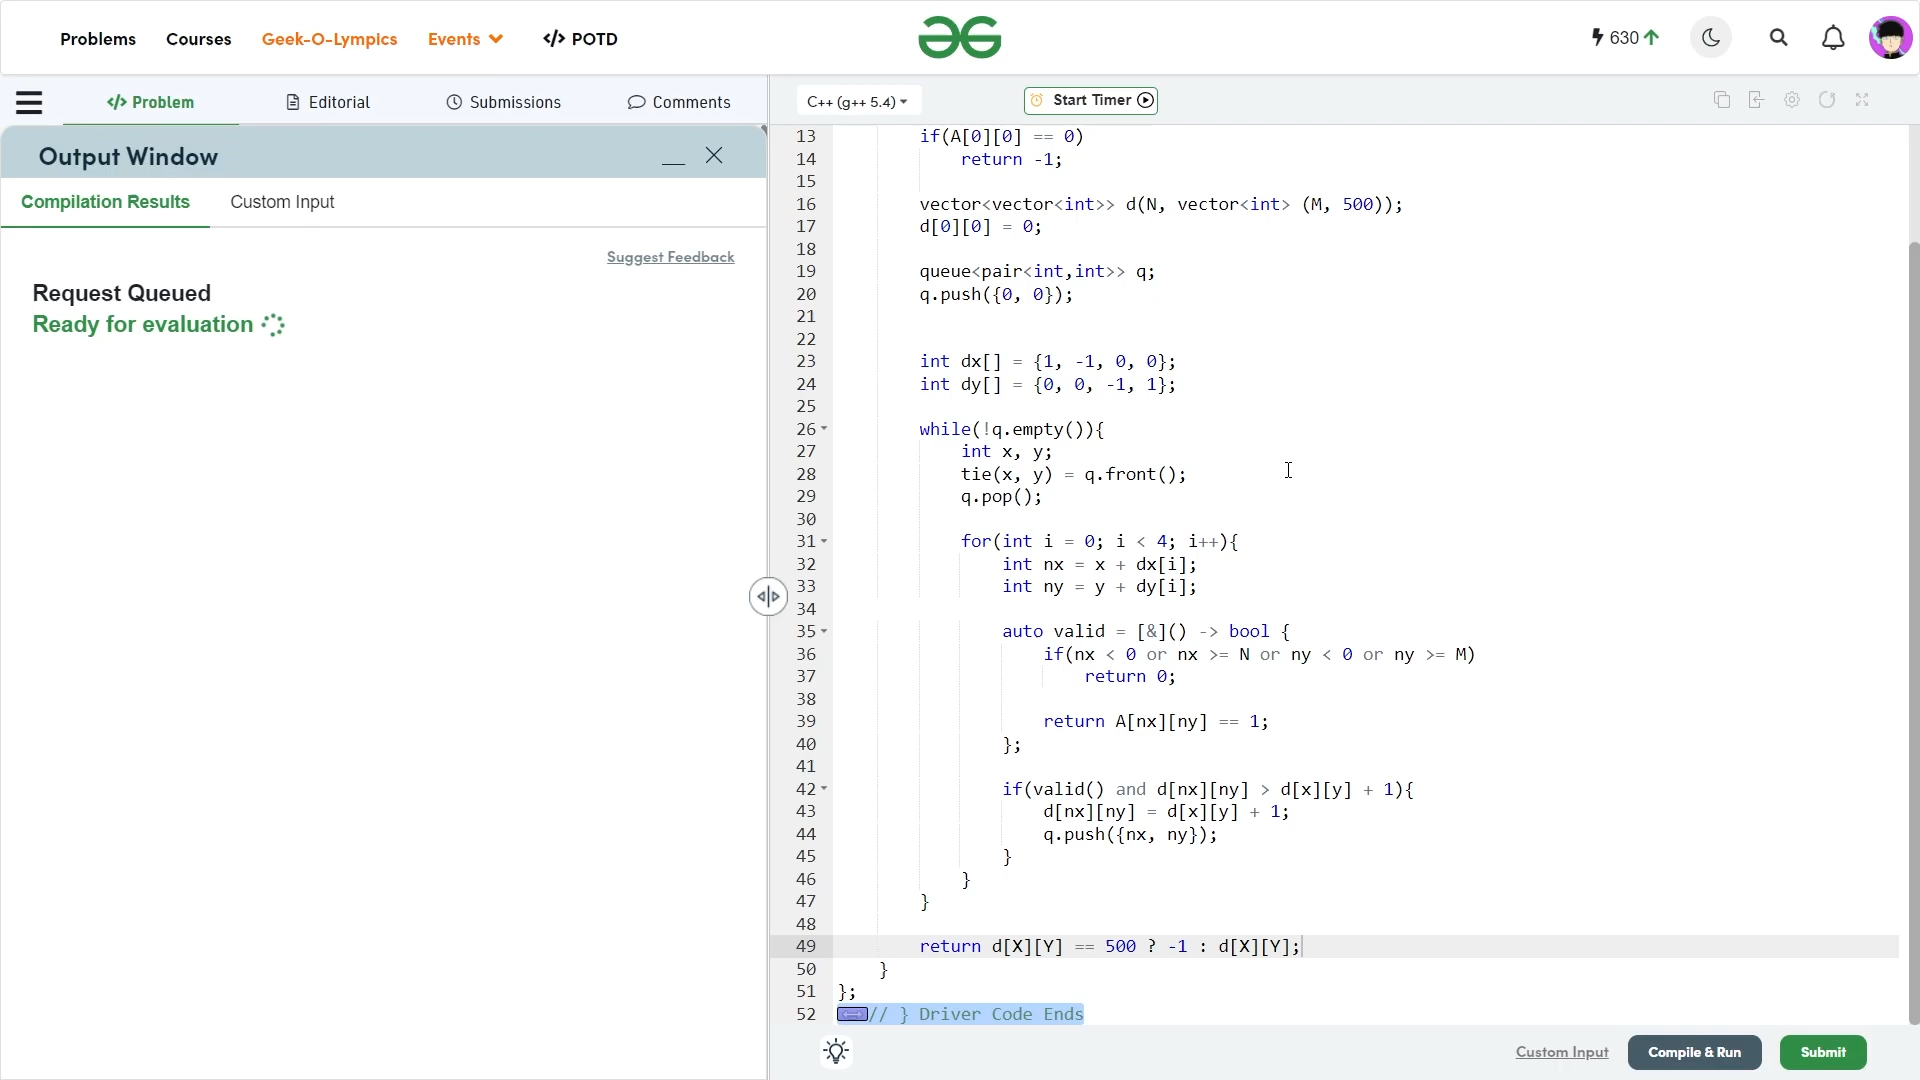 Problems Courses Geek-O-Lympics Events </> POTD 630
</> Problem Editorial Submissions Comments
C++ (g++ 5.4) Start Timer
Output Window
Compilation Results Custom Input
Suggest Feedback
Request Queued
Ready for evaluation
13 if(A[0][0] == 0)
14 return -1;
15
16 vector<vector<int>> d(N, vector<int> (M, 500));
17 d[0][0] = 0;
18
19 queue<pair<int,int>> q;
20 q.push({0, 0});
21
22
23 int dx[] = {1, -1, 0, 0};
24 int dy[] = {0, 0, -1, 1};
25
26 while(!q.empty()){
27 int x, y;
28 tie(x, y) = q.front();
29 q.pop();
30
31 for(int i = 0; i < 4; i++){
32 int nx = x + dx[i];
33 int ny = y + dy[i];
34
35 auto valid = [&]() -> bool {
36 if(nx < 0 or nx >= N or ny < 0 or ny >= M)
37 return 0;
38
39 return A[nx][ny] == 1;
40 };
41
42 if(valid() and d[nx][ny] > d[x][y] + 1){
43 d[nx][ny] = d[x][y] + 1;
44 q.push({nx, ny});
45 }
46 }
47 }
48
49 return d[X][Y] == 500 ? -1 : d[X][Y];
50 }
51 };
52 // } Driver Code Ends
Custom Input Compile & Run Submit